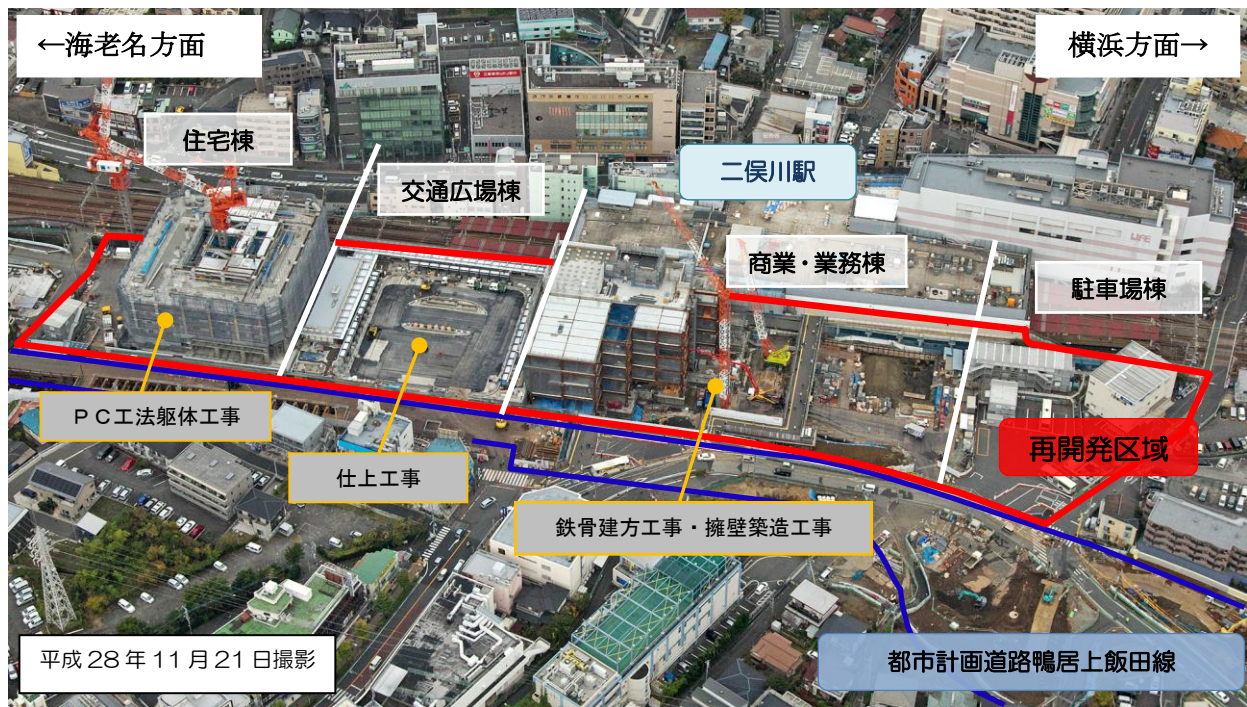 ←海老名方面
横浜方面→
住宅棟
交通広場棟
二俣川駅
商業・業務棟
駐車場棟
LIFE
ＰＣ工法躯体工事
仕上工事
鉄骨建方工事・擁壁築造工事
再開発区域
都市計画道路鴨居上飯田線
平成28年11月21日撮影